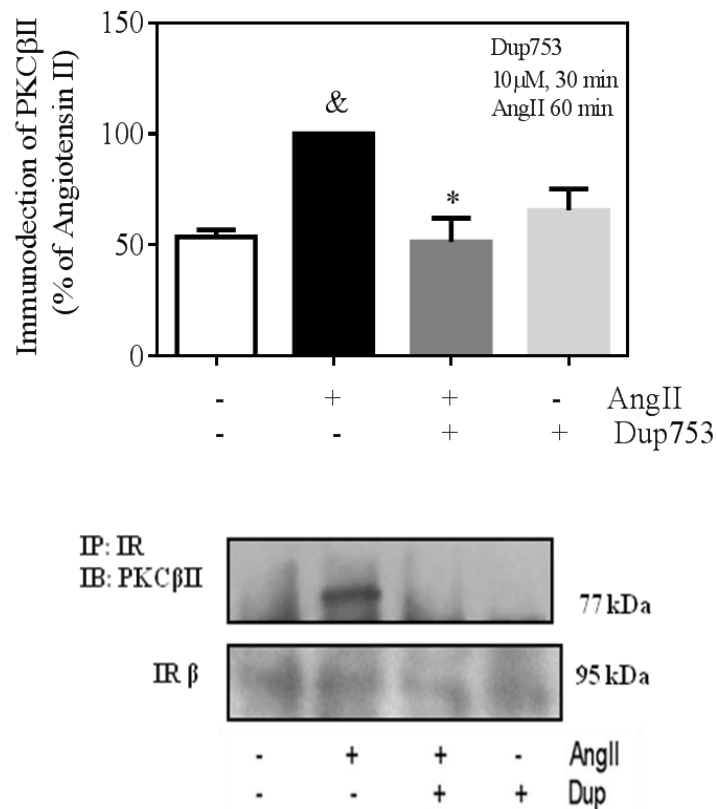 Immunodection of PKCβII
(% of Angiotensin II)
150
100
50
0
Dup753
10μM, 30 min
AngII 60 min
&
*
- + + - AngII
- - + + Dup753
IP: IR
IB: PKCβII
77 kDa
IR β
95 kDa
- + + - AngII
- - + + Dup